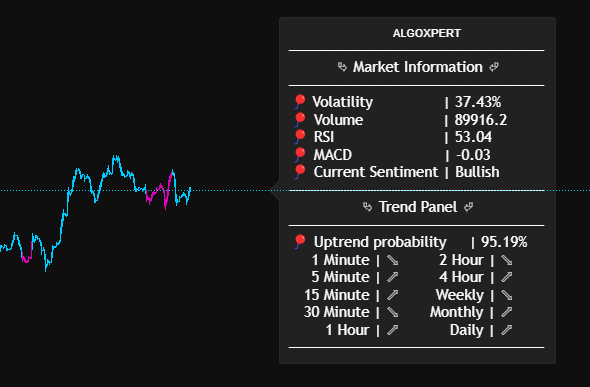 ALGOXPERT
⮱ Market Information ⮰
Volatility | 37.43%
Volume | 89916.2
RSI | 53.04
MACD | -0.03
Current Sentiment | Bullish
⮱ Trend Panel ⮰
Uptrend probability | 95.19%
1 Minute | ⬂ 2 Hour | ⬂
5 Minute | ⬀ 4 Hour | ⬀
15 Minute | ⬀ Weekly | ⬂
30 Minute | ⬀ Monthly | ⬀
1 Hour | ⬀ Daily | ⬀